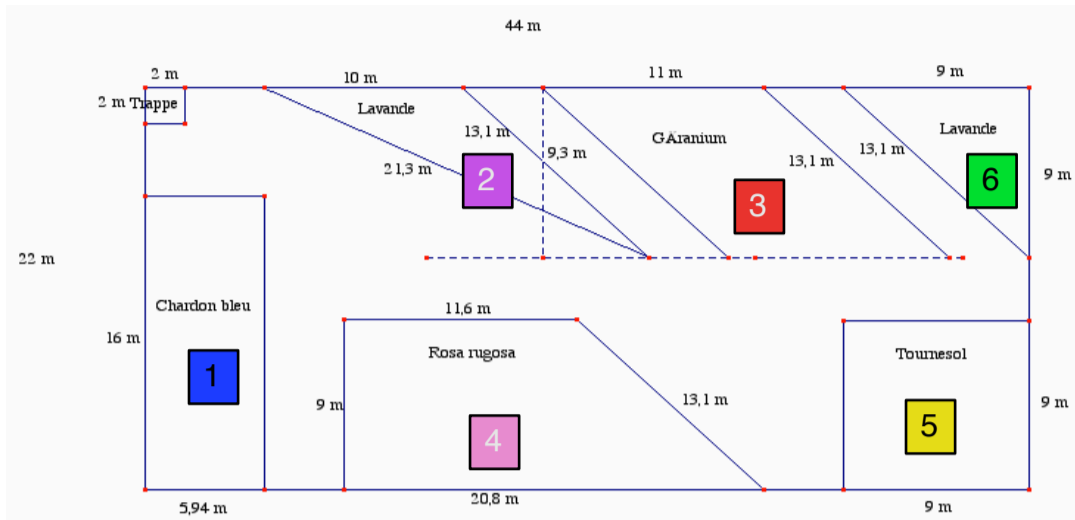 44 m
2 m
10 m
11 m
9 m
2 m Trappe
Lavande
13,1 m
9,3 m
GÄranium
13,1 m
13,1 m
Lavande
21,3 m
2
3
6
9 m
22 m
Chardon bleu
16 m
1
11,6 m
Rosa rugosa
9 m
4
13,1 m
Tournesol
5
9 m
5,94 m
20,8 m
9 m